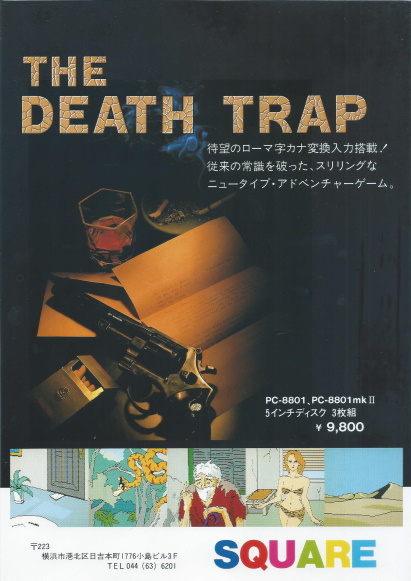 THE
DEATH TRAP
待望のローマ字カナ変換入力搭載!
従来の常識を破った、スリリングな
ニュータイプ・アドベンチャーゲーム。
PC-8801、PC-8801mkⅡ
5インチディスク 3枚組
¥ 9,800
〒223
横浜市港北区日吉本町1776小島ビル3F
TEL 044 (63) 6201
SQUARE